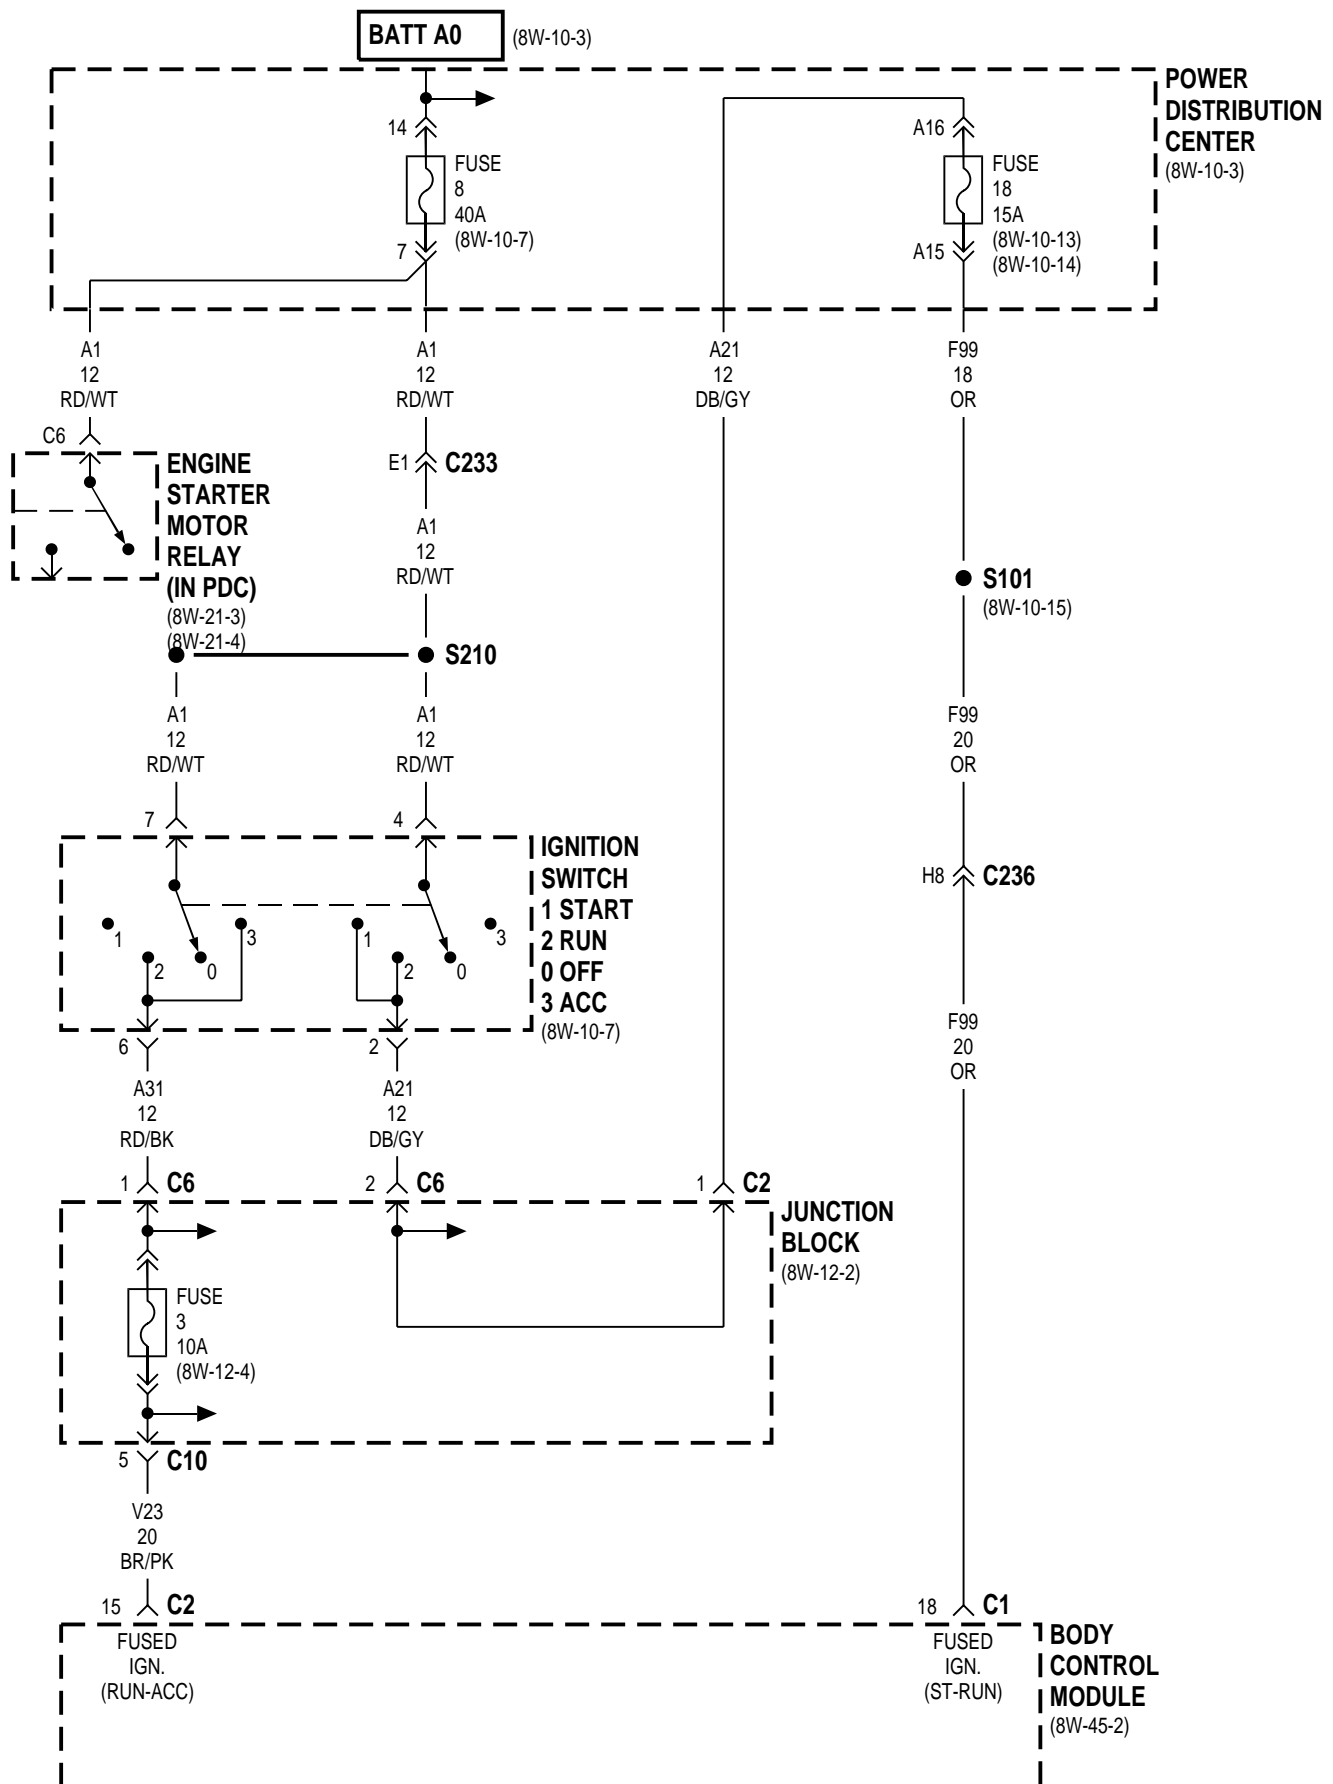 BATT A0
(8W-10-3)
POWER
DISTRIBUTION
CENTER
(8W-10-3)
14
FUSE
8
40A
(8W-10-7)
7
A16
FUSE
18
15A
(8W-10-13)
(8W-10-14)
A15
A1
12
RD/WT
A1
12
RD/WT
A21
12
DB/GY
F99
18
OR
C6
ENGINE
STARTER
MOTOR
RELAY
(IN PDC)
(8W-21-3)
(8W-21-4)
E1
C233
A1
12
RD/WT
S101
(8W-10-15)
S210
A1
12
RD/WT
A1
12
RD/WT
F99
20
OR
7
4
IGNITION
SWITCH
1 START
2 RUN
0 OFF
3 ACC
(8W-10-7)
1
2
0
3
1
2
0
3
H8
C236
6
2
A31
12
RD/BK
A21
12
DB/GY
F99
20
OR
1
C6
2
C6
1
C2
JUNCTION
BLOCK
(8W-12-2)
FUSE
3
10A
(8W-12-4)
5
C10
V23
20
BR/PK
15
C2
18
C1
FUSED
IGN.
(RUN-ACC)
FUSED
IGN.
(ST-RUN)
BODY
CONTROL
MODULE
(8W-45-2)